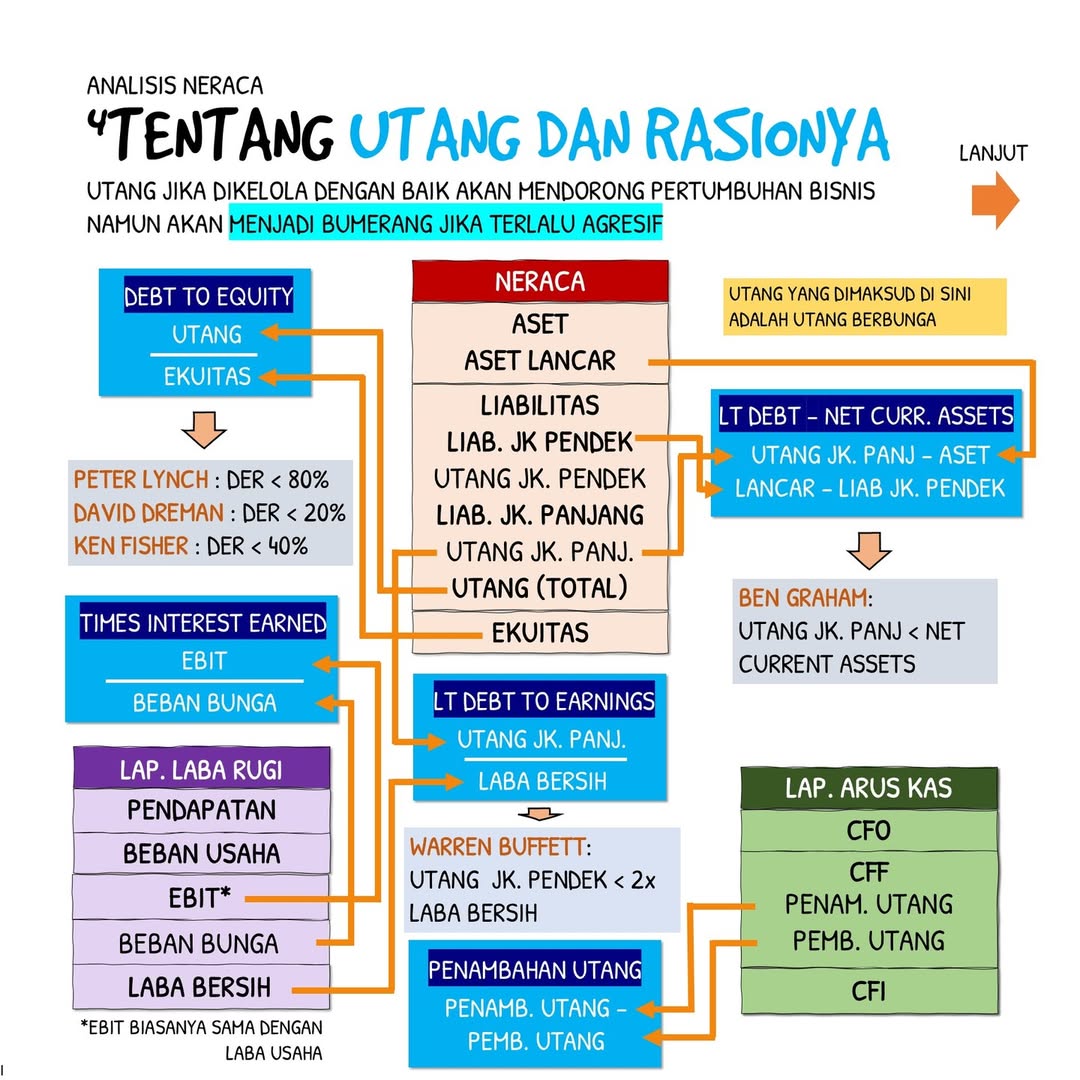 ANALISIS NERACA
"TENTANG UTANG DAN RASIONYA
LANJUT
UTANG JIKA DIKELOLA DENGAN BAIK AKAN MENDORONG PERTUMBUHAN BISNIS
NAMUN AKAN MENJADI BUMERANG JIKA TERLALU AGRESIF
DEBT TO EQUITY
UTANG
EKUITAS
PETER LYNCH : DER < 80%
DAVID DREMAN : DER < 20%
KEN FISHER : DER < 40%
NERACA
ASET
ASET LANCAR
LIABILITAS
LIAB. JK PENDEK
UTANG JK. PENDEK
LIAB. JK. PANJANG
UTANG JK. PANJ.
UTANG (TOTAL)
EKUITAS
UTANG YANG DIMAKSUD DI SINI
ADALAH UTANG BERBUNGA
LT DEBT - NET CURR. ASSETS
UTANG JK. PANJ - ASET
LANCAR - LIAB JK. PENDEK
BEN GRAHAM:
UTANG JK. PANJ < NET
CURRENT ASSETS
TIMES INTEREST EARNED
EBIT
BEBAN BUNGA
LT DEBT TO EARNINGS
UTANG JK. PANJ.
LABA BERSIH
WARREN BUFFETT:
UTANG JK. PENDEK < 2x
LABA BERSIH
LAP. LABA RUGI
PENDAPATAN
BEBAN USAHA
EBIT*
BEBAN BUNGA
LABA BERSIH
*EBIT BIASANYA SAMA DENGAN
LABA USAHA
PENAMBAHAN UTANG
PENAMB. UTANG -
PEMB. UTANG
LAP. ARUS KAS
CFO
CFF
PENAM. UTANG
PEMB. UTANG
CFI